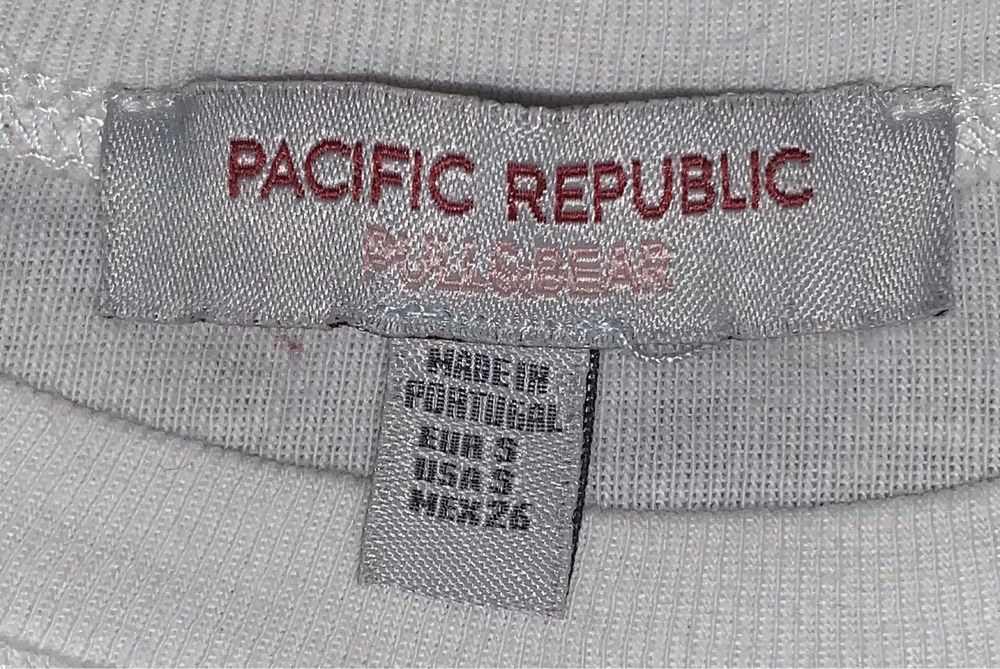 PACIFIC REPUBLIC
PULL&BEAR
MADE IN
PORTUGAL
EUR S
USA S
MEX 26